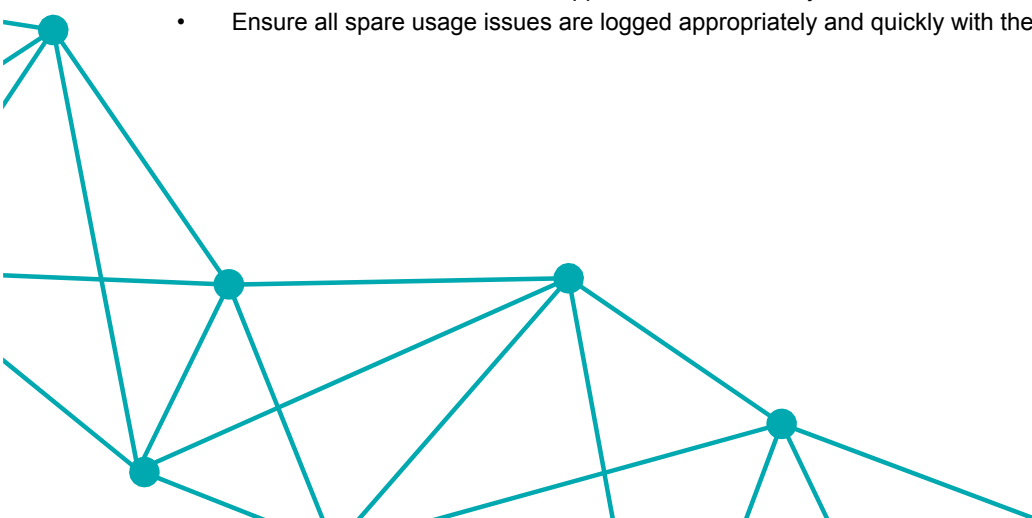 • Ensure all spare usage issues are logged appropriately and quickly with the